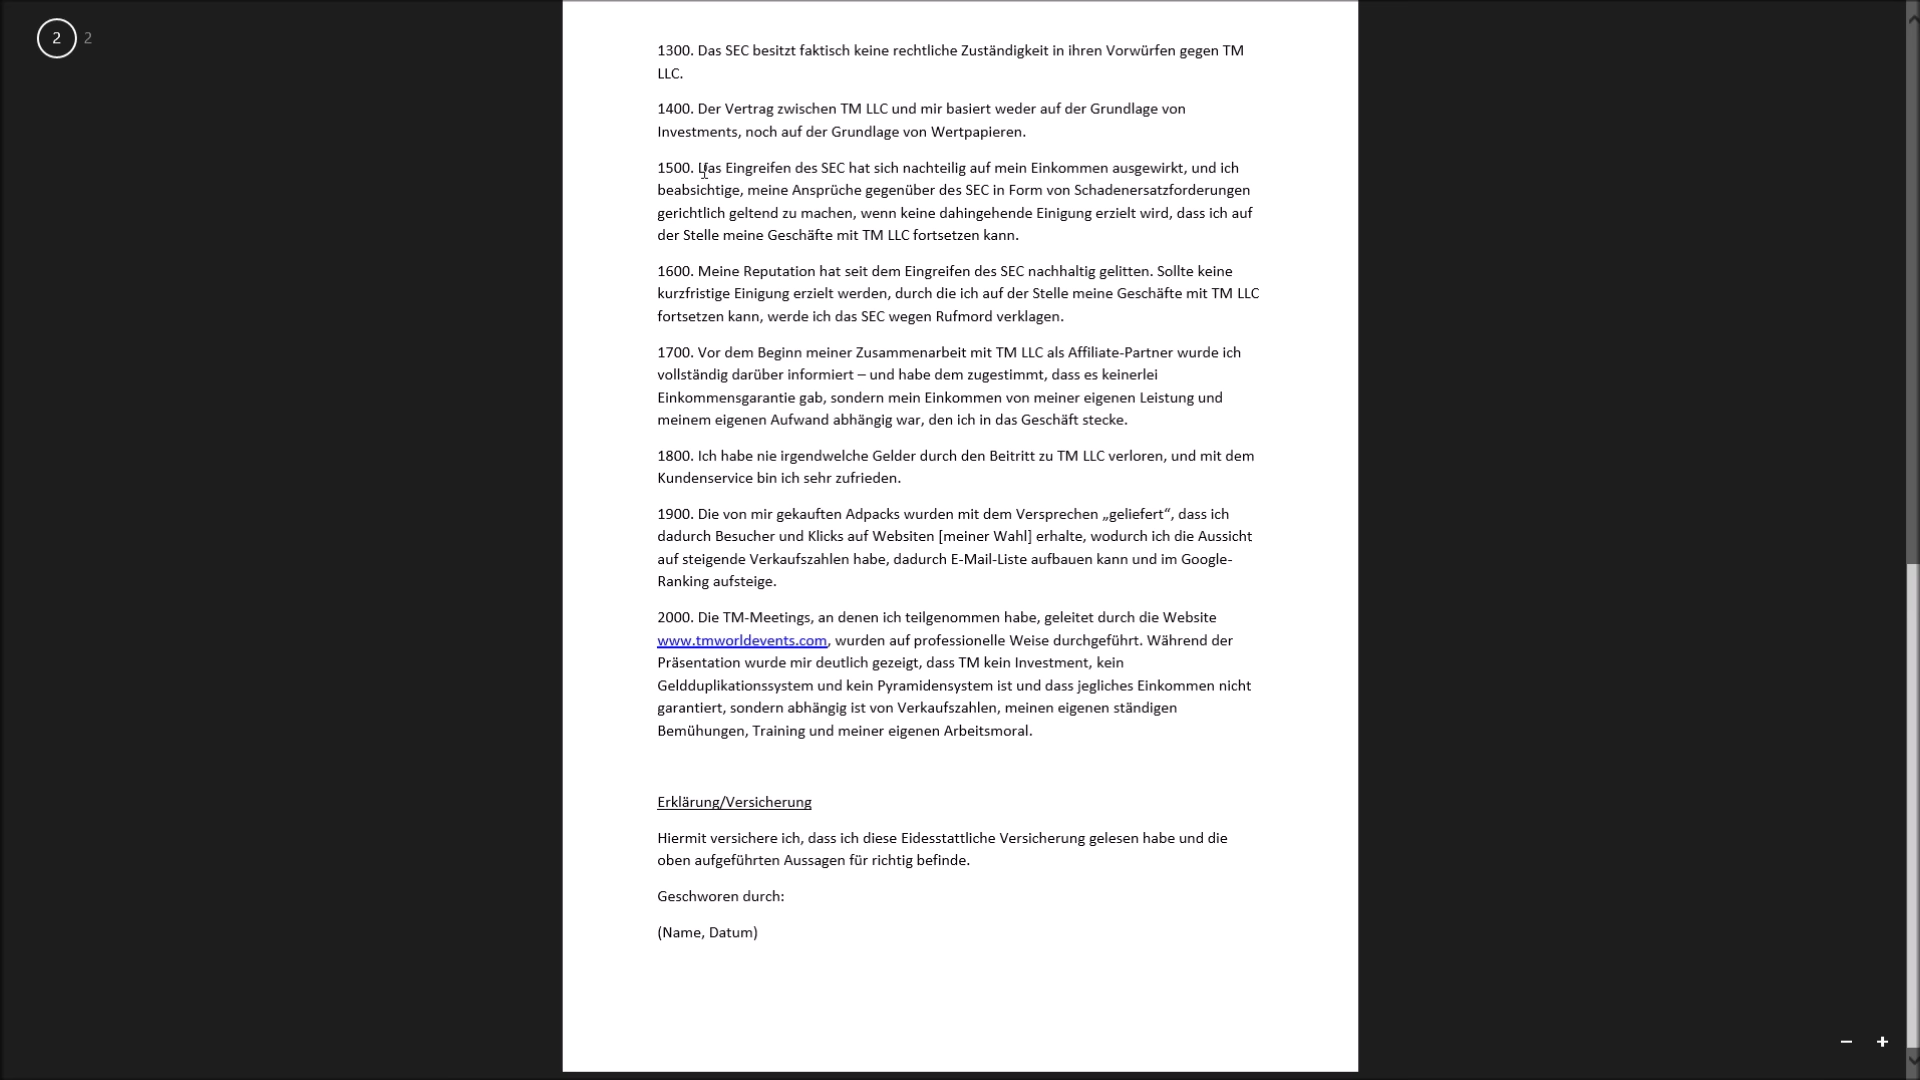 2 2
1300. Das SEC besitzt faktisch keine rechtliche Zuständigkeit in ihren Vorwürfen gegen TM
LLC.
1400. Der Vertrag zwischen TM LLC und mir basiert weder auf der Grundlage von
Investments, noch auf der Grundlage von Wertpapieren.
1500. Das Eingreifen des SEC hat sich nachteilig auf mein Einkommen ausgewirkt, und ich
beabsichtige, meine Ansprüche gegenüber des SEC in Form von Schadenersatzforderungen
gerichtlich geltend zu machen, wenn keine dahingehende Einigung erzielt wird, dass ich auf
der Stelle meine Geschäfte mit TM LLC fortsetzen kann.
1600. Meine Reputation hat seit dem Eingreifen des SEC nachhaltig gelitten. Sollte keine
kurzfristige Einigung erzielt werden, durch die ich auf der Stelle meine Geschäfte mit TM LLC
fortsetzen kann, werde ich das SEC wegen Rufmord verklagen.
1700. Vor dem Beginn meiner Zusammenarbeit mit TM LLC als Affiliate-Partner wurde ich
vollständig darüber informiert – und habe dem zugestimmt, dass es keinerlei
Einkommensgarantie gab, sondern mein Einkommen von meiner eigenen Leistung und
meinem eigenen Aufwand abhängig war, den ich in das Geschäft stecke.
1800. Ich habe nie irgendwelche Gelder durch den Beitritt zu TM LLC verloren, und mit dem
Kundenservice bin ich sehr zufrieden.
1900. Die von mir gekauften Adpacks wurden mit dem Versprechen „geliefert“, dass ich
dadurch Besucher und Klicks auf Websiten [meiner Wahl] erhalte, wodurch ich die Aussicht
auf steigende Verkaufszahlen habe, dadurch E-Mail-Liste aufbauen kann und im Google-
Ranking aufsteige.
2000. Die TM-Meetings, an denen ich teilgenommen habe, geleitet durch die Website
www.tmworldevents.com, wurden auf professionelle Weise durchgeführt. Während der
Präsentation wurde mir deutlich gezeigt, dass TM kein Investment, kein
Geldduplikationssystem und kein Pyramidensystem ist und dass jegliches Einkommen nicht
garantiert, sondern abhängig ist von Verkaufszahlen, meinen eigenen ständigen
Bemühungen, Training und meiner eigenen Arbeitsmoral.
Erklärung/Versicherung
Hiermit versichere ich, dass ich diese Eidesstattliche Versicherung gelesen habe und die
oben aufgeführten Aussagen für richtig befinde.
Geschworen durch:
(Name, Datum)